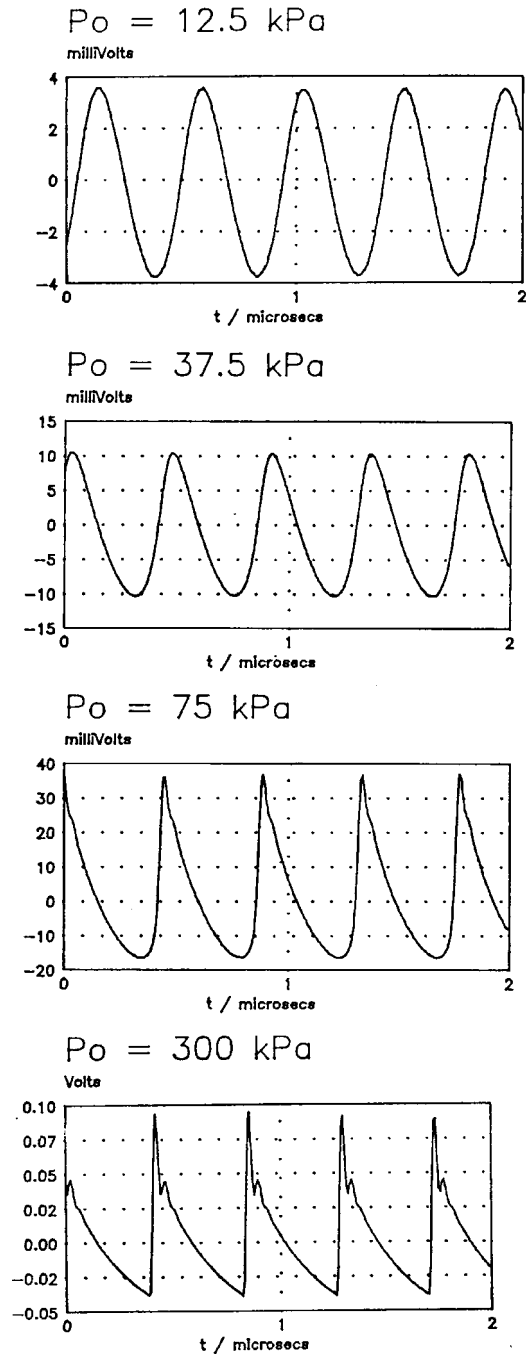 Po = 12.5 kPa
milliVolts
4
2
0
-2
-4
0 1 2
t / microsecs
Po = 37.5 kPa
milliVolts
15
10
5
0
-5
-10
-15
0 1 2
t / microsecs
Po = 75 kPa
milliVolts
40
30
20
10
0
-10
-20
0 1 2
t / microsecs
Po = 300 kPa
Volts
0.10
0.07
0.05
0.02
0.00
-0.02
-0.05
0 1 2
t / microsecs